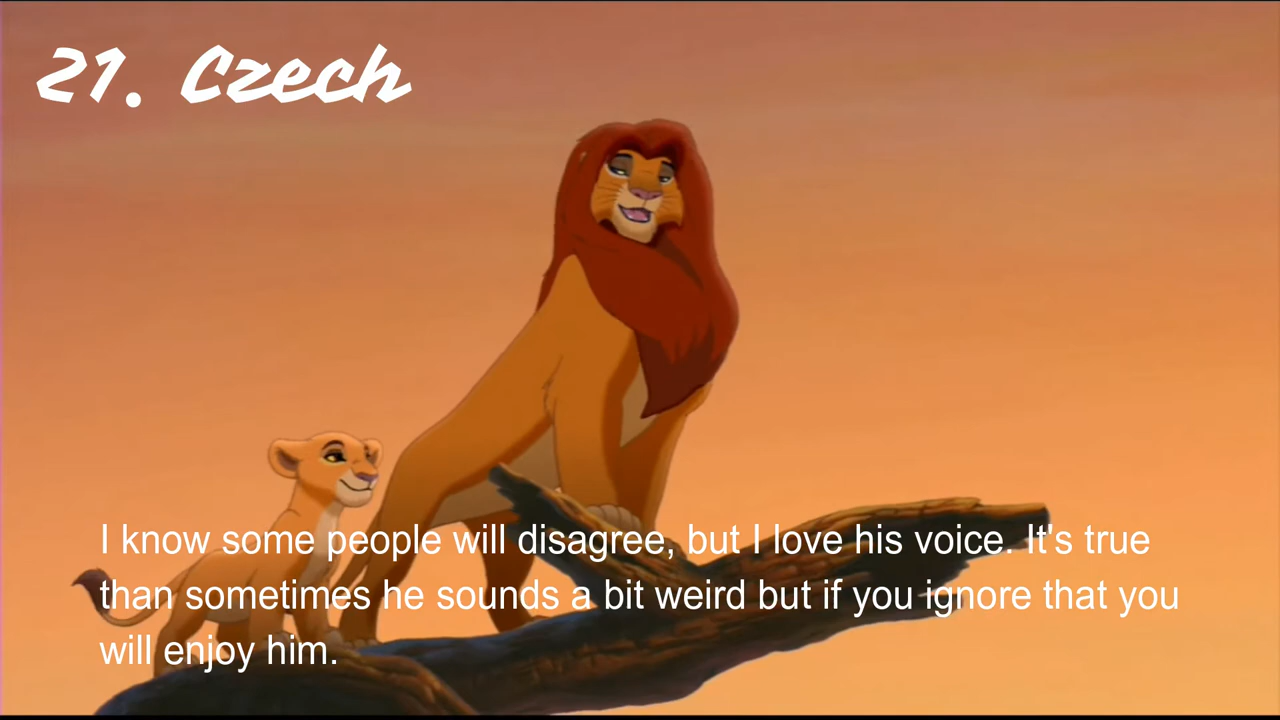 21. Czech
I know some people will disagree, but I love his voice. It's true
than sometimes he sounds a bit weird but if you ignore that you
will enjoy him.